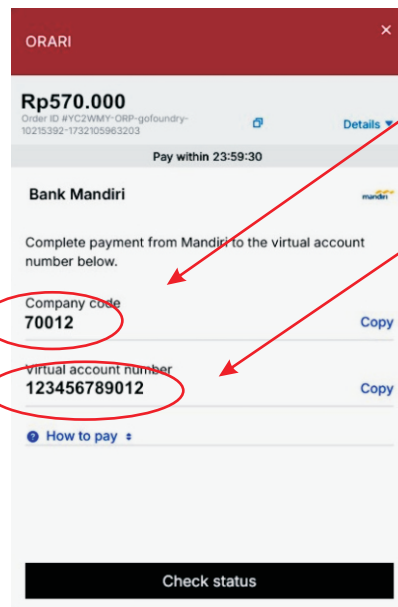 ORARI
×
Rp570.000
Order ID #YC2WMY-ORP-gofoundry-
10215392-1732105963203
Details ▼
Pay within 23:59:30
Bank Mandiri
mandiri
Complete payment from Mandiri to the virtual account
number below.
Company code
70012
Copy
Virtual account number
123456789012
Copy
How to pay
Check status